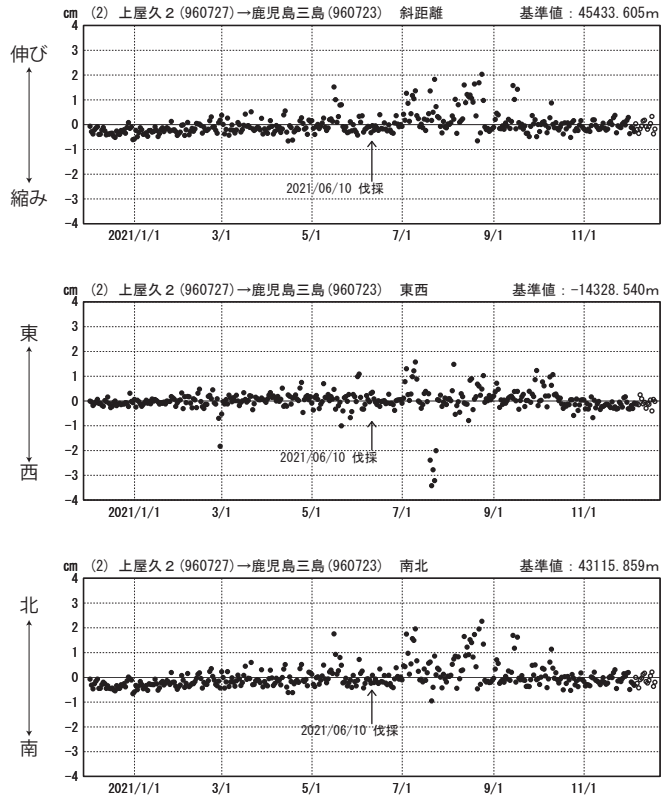 cm (2) 上屋久２(960727)→鹿児島三島(960723) 斜距離 基準値：45433.605ｍ
4
伸び
3
2
1
0
-1
2021/06/10 伐採
-2
縮み
-3
-4
2021/1/1 3/1 5/1 7/1 9/1 11/1
cm (2) 上屋久２(960727)→鹿児島三島(960723) 東西 基準値：-14328.540ｍ
4
東
3
2
1
0
-1
2021/06/10 伐採
-2
西
-3
-4
2021/1/1 3/1 5/1 7/1 9/1 11/1
cm (2) 上屋久２(960727)→鹿児島三島(960723) 南北 基準値：43115.859ｍ
4
北
3
2
1
0
-1
2021/06/10 伐採
-2
南
-3
-4
2021/1/1 3/1 5/1 7/1 9/1 11/1